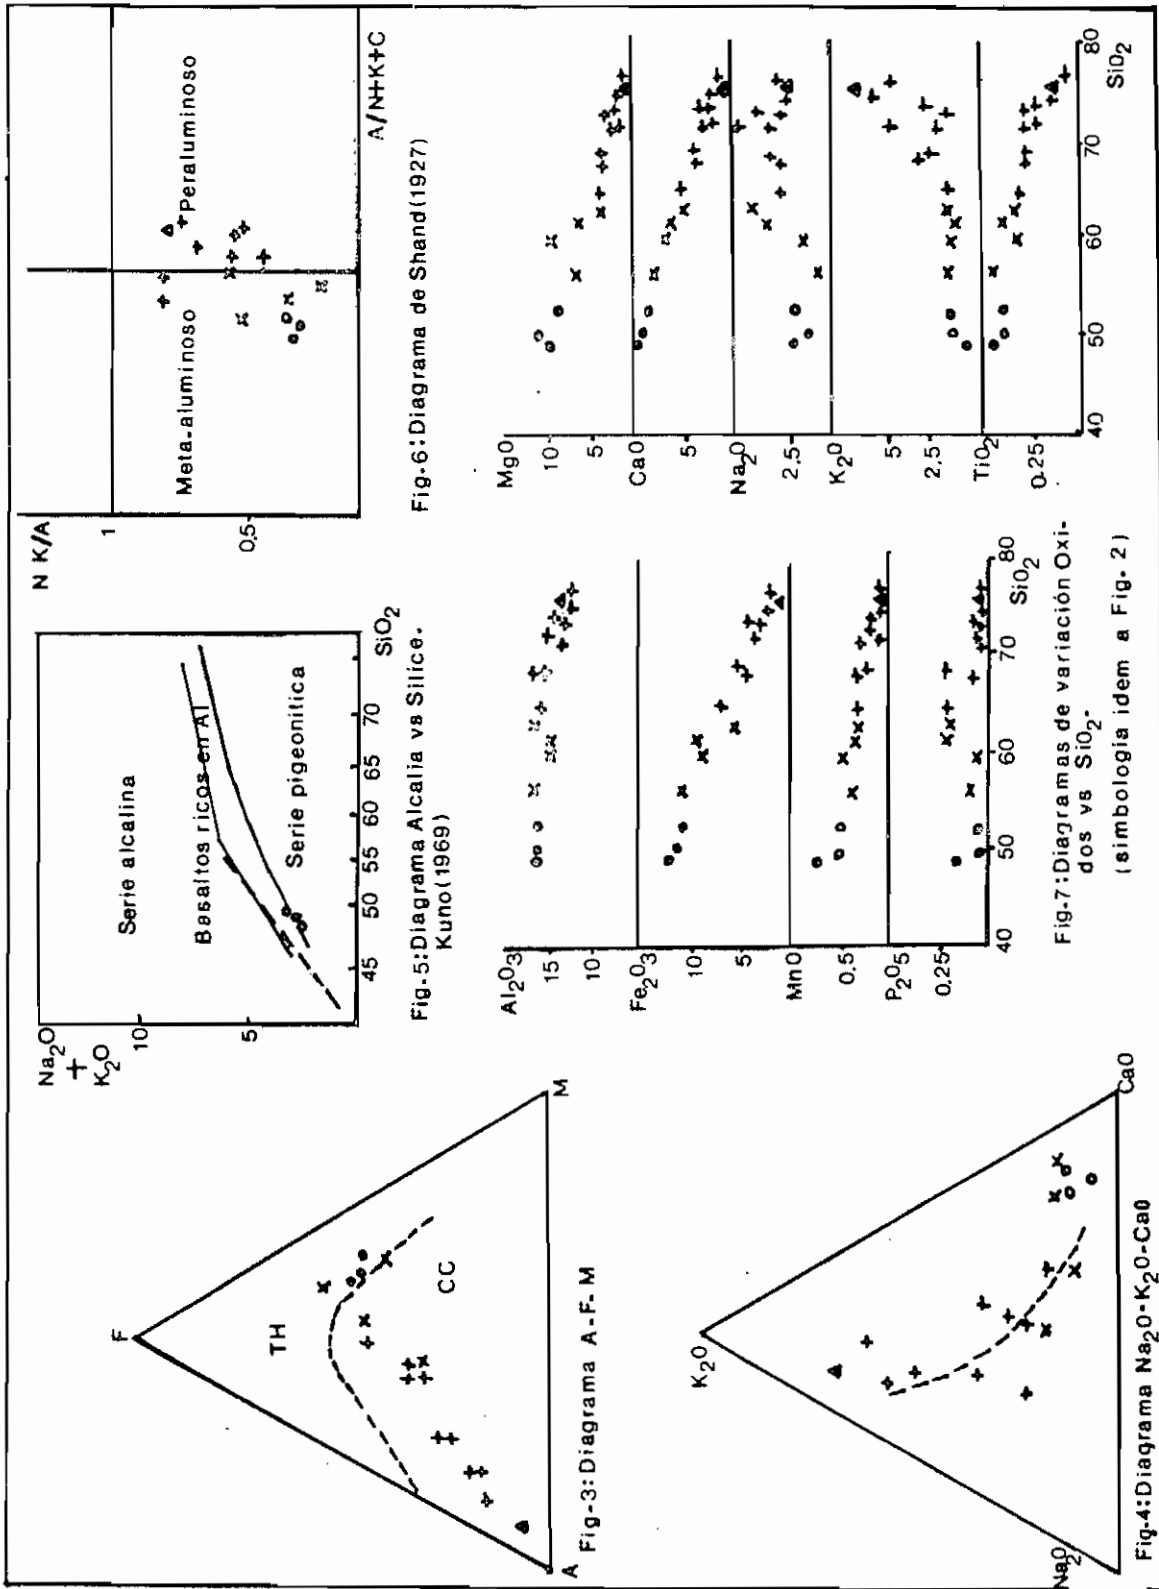 F
TH
CC
A
M
Fig-3:Diagrama A-F-M
K2O
Na2O
CaO
Fig-4:Diagrama Na2O-K2O-CaO
Na2O
+
K2O
10
5
Serie alcalina
Basaltos ricos en Al
Serie pigeonitica
45
50
55
60
65
70
SiO2
Fig-5:Diagrama Alcalia vs Silice.
Kuno(1969)
N K/A
1
0.5
Meta-aluminoso
Peraluminoso
A/N+K+C
Fig-6:Diagrama de Shand(1927)
Al2O3
15
10
Fe2O3
10
5
MnO
0.5
P2O5
0.25
40
50
60
70
80
SiO2
MgO
10
5
CaO
5
Na2O
2.5
K2O
5
2.5
TiO2
0.25
40
50
60
70
80
SiO2
Fig-7:Diagramas de variación Oxi-
dos vs SiO2.
(simbologia idem a Fig. 2)